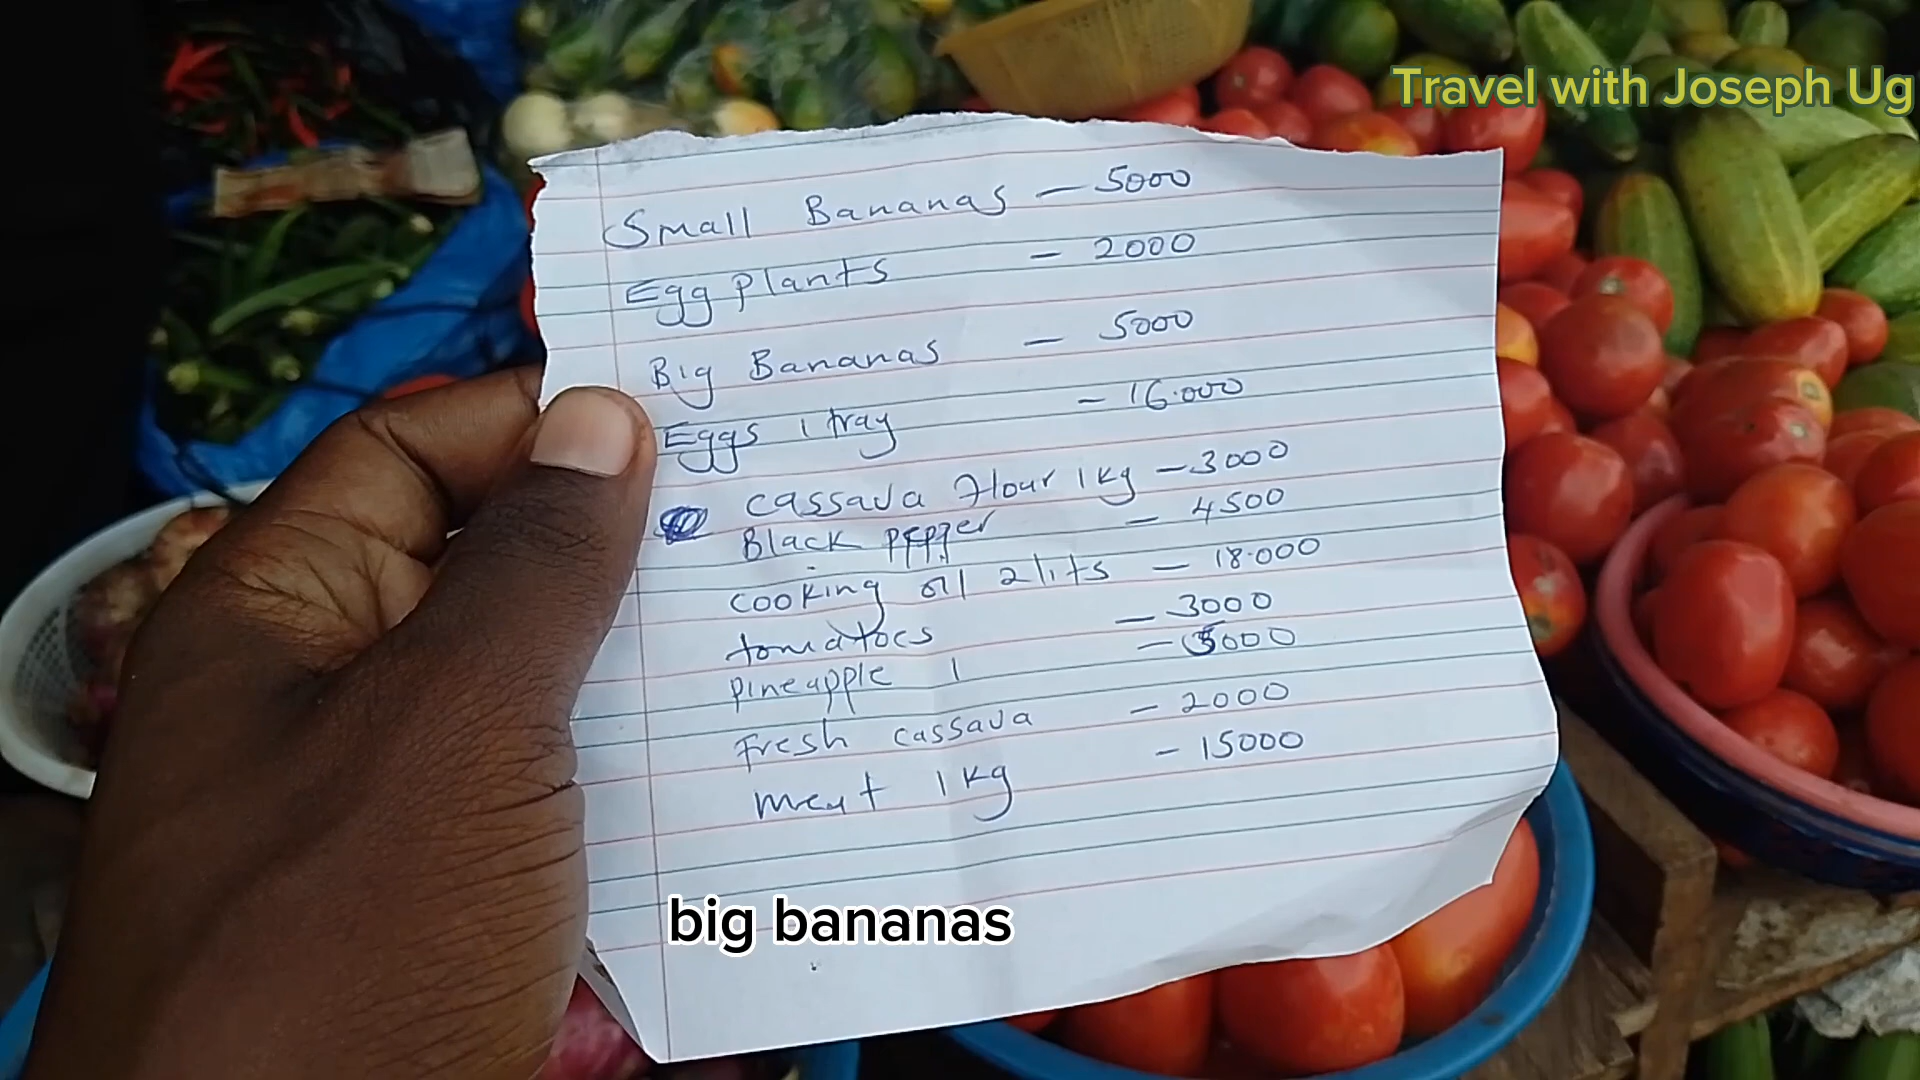 Travel with Joseph Ug
Small Bananas - 5000
Egg plants - 2000
Big Bananas - 5000
Eggs 1 tray - 16.000
cassava flour 1kg - 3000
Black pepper - 4500
cooking oil 2lits - 18.000
tomatoes - 3000
pineapple 1 - 5000
Fresh cassava - 2000
meat 1kg - 15000
big bananas